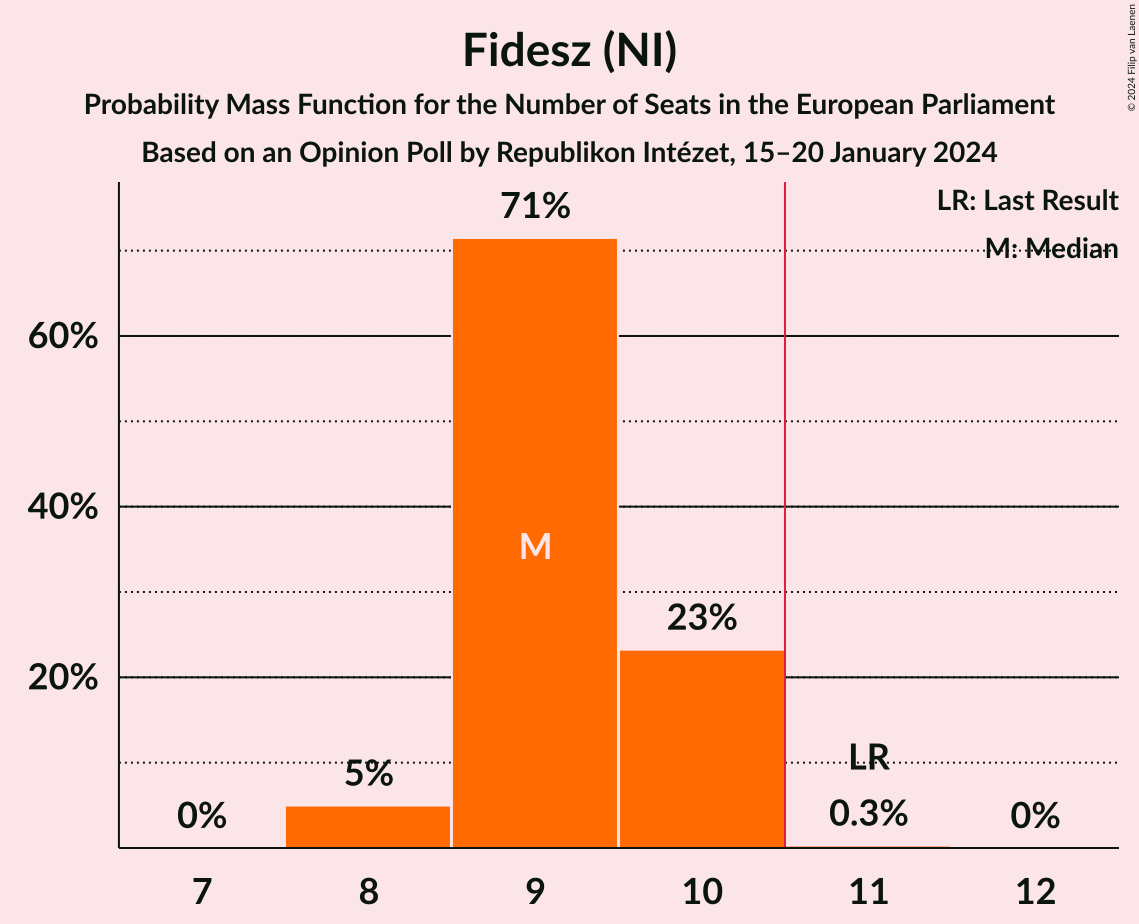 Fidesz (NI)
Probability Mass Function for the Number of Seats in the European Parliament
Based on an Opinion Poll by Republikon Intézet, 15–20 January 2024
© 2024 Filip van Laenen
LR: Last Result
M: Median
71%
60%
40%
M
23%
20%
LR
5%
0%
0.3%
0%
7 8 9 10 11 12